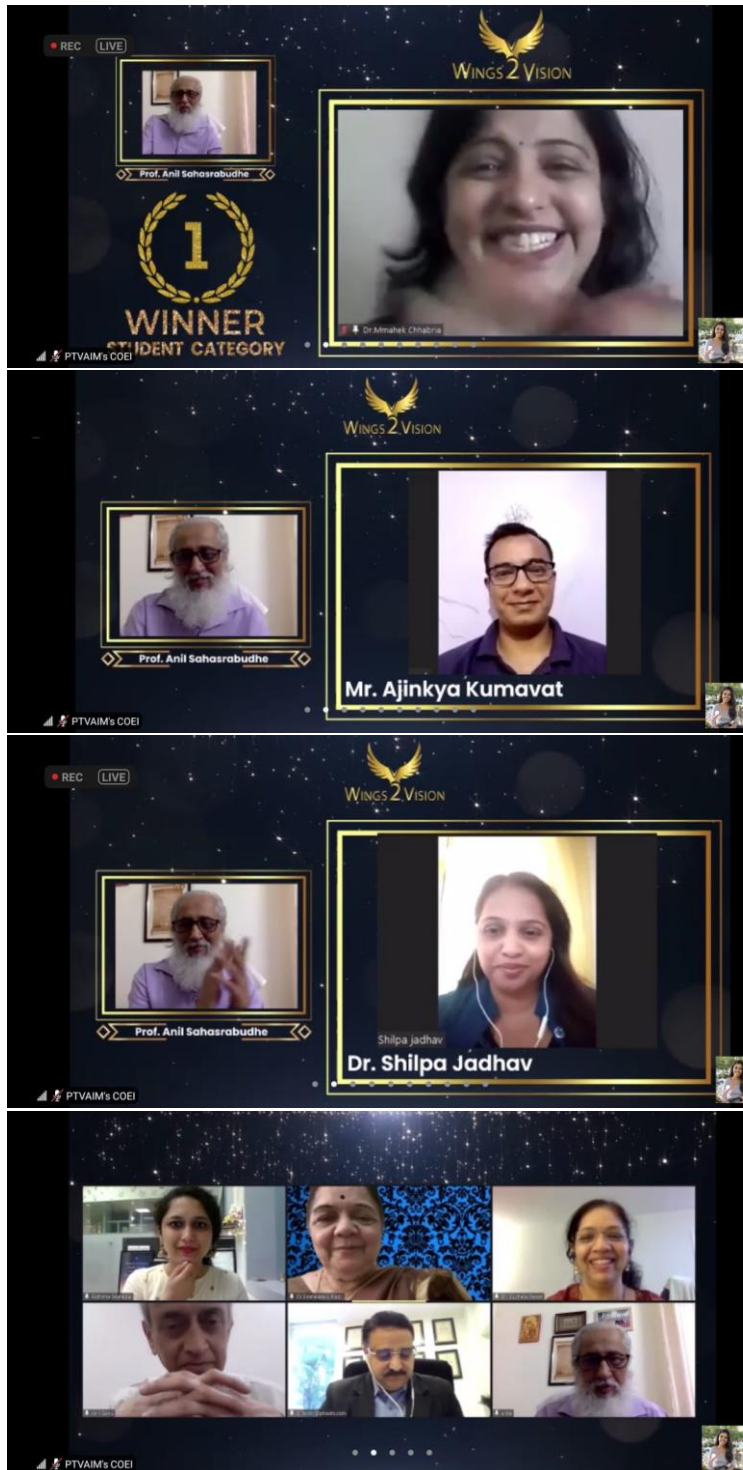 REC LIVE
WINGS 2 VISION
Prof. Anil Sahasrabudhe
1
WINNER
STUDENT CATEGORY
Dr.Mmahek Chhabria
PTVAIM's COEI
WINGS 2 VISION
Prof. Anil Sahasrabudhe
Mr. Ajinkya Kumavat
PTVAIM's COEI
REC LIVE
WINGS 2 VISION
Prof. Anil Sahasrabudhe
Shilpa jadhav
Dr. Shilpa Jadhav
PTVAIM's COEI
PTVAIM's COEI